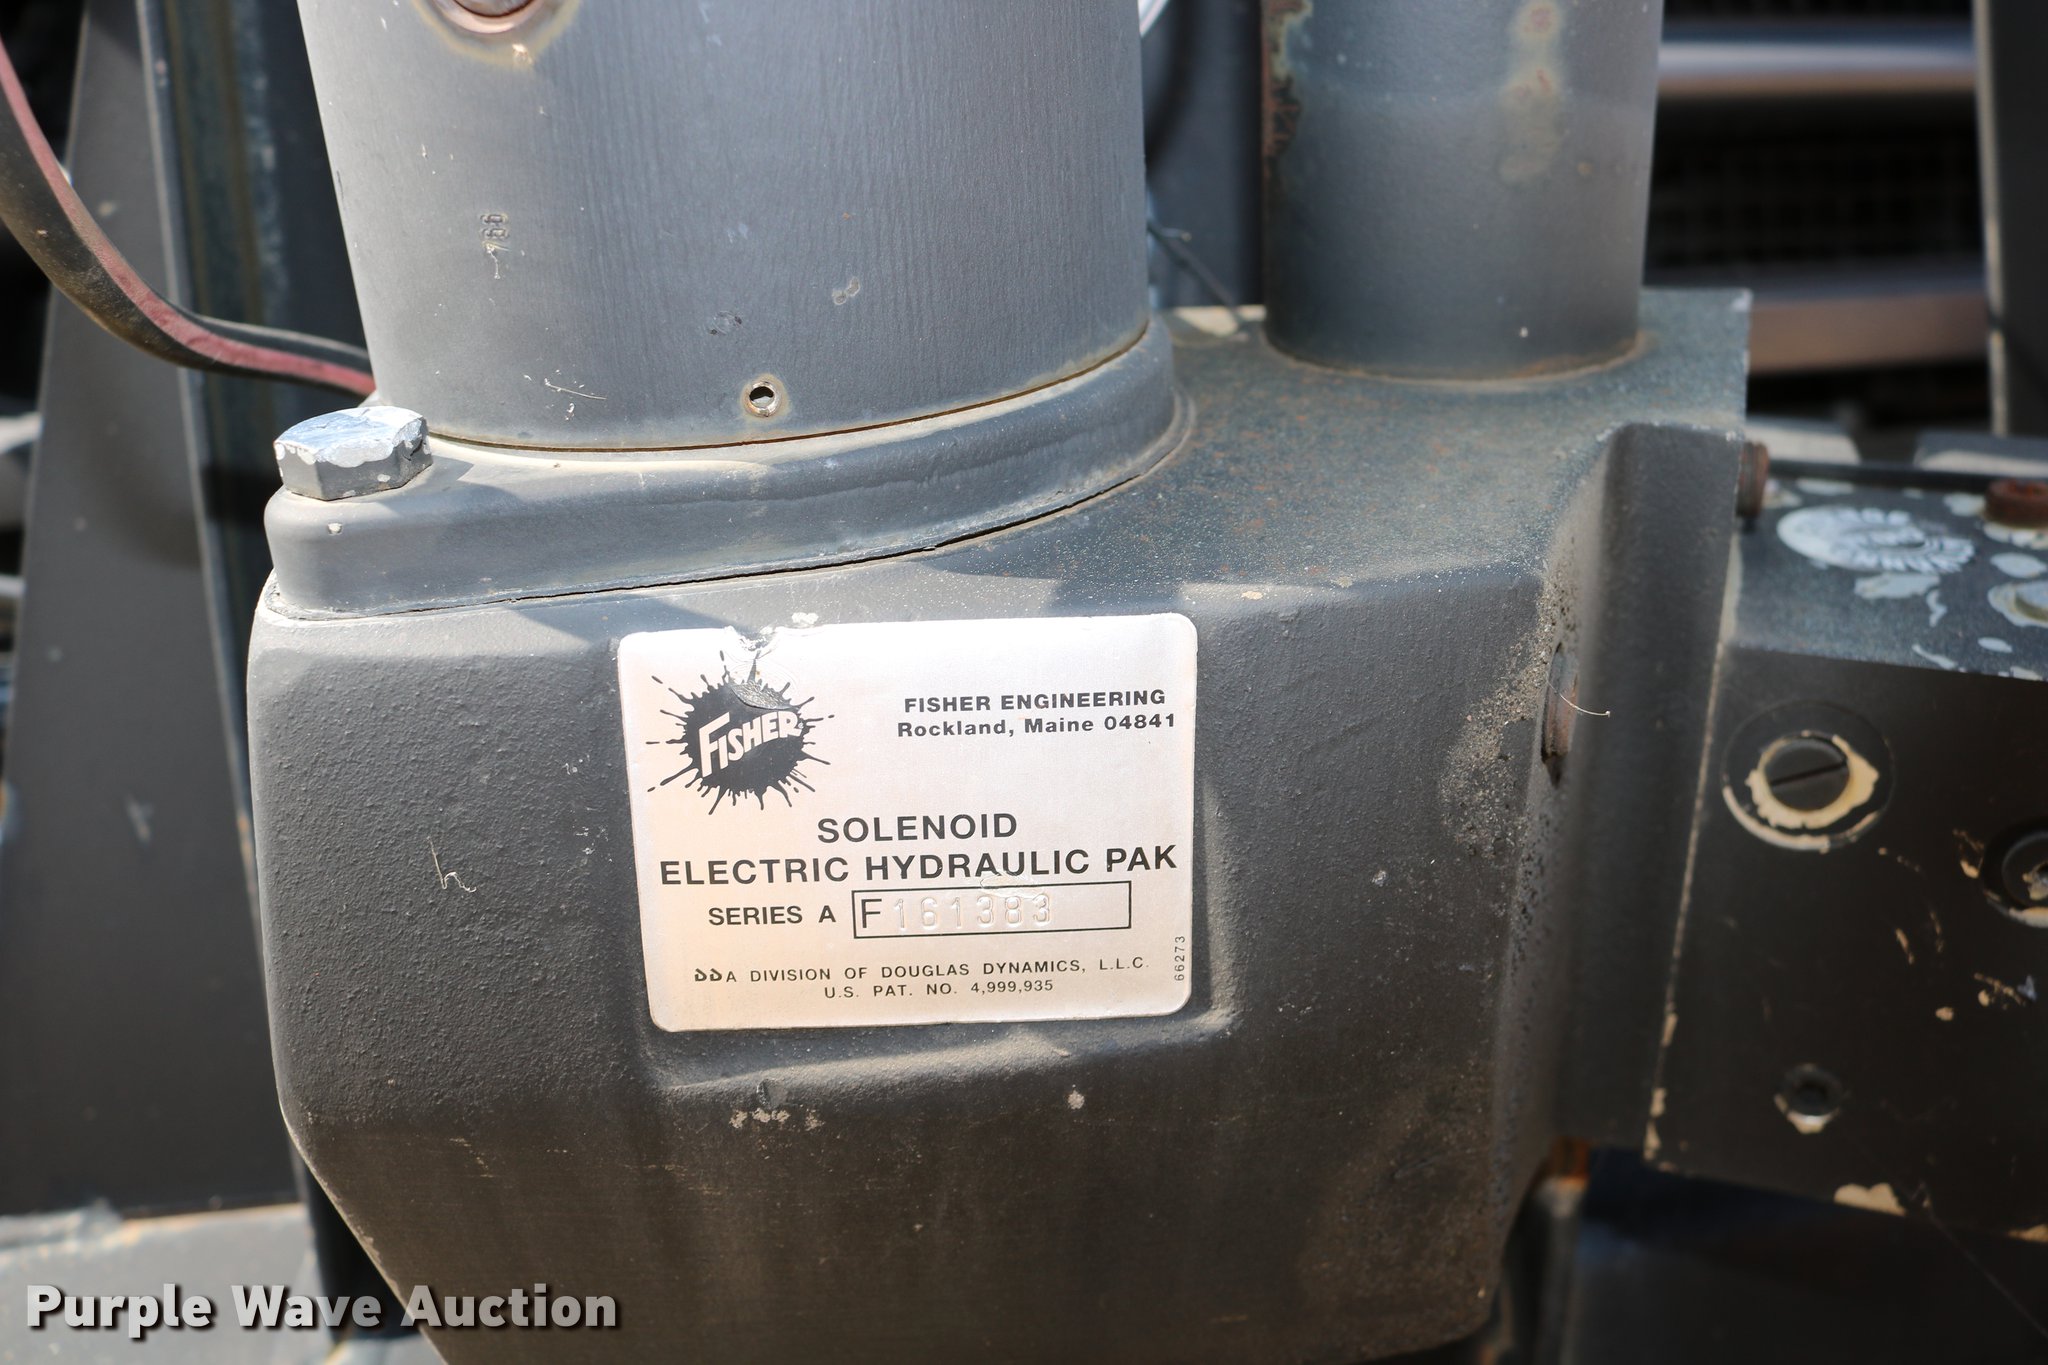 66
FISHER
FISHER ENGINEERING
Rockland, Maine 04841
SOLENOID
ELECTRIC HYDRAULIC PAK
SERIES A F161383
A DIVISION OF DOUGLAS DYNAMICS, L.L.C.
U.S. PAT. NO. 4,999,935
66273
Purple Wave Auction